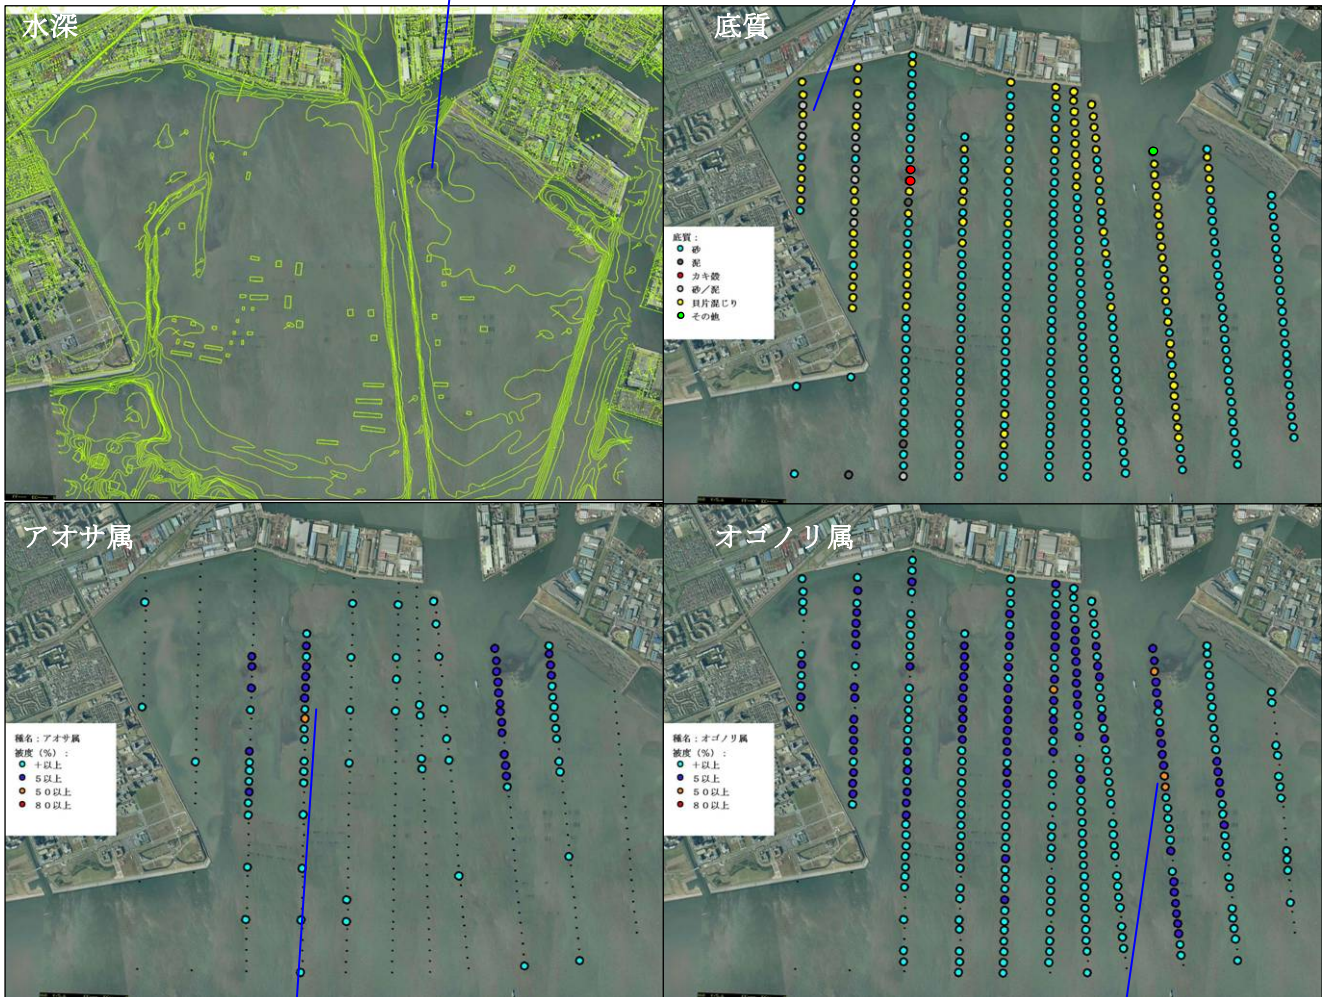 水深
底質
底質：
砂
泥
カキ殻
砂／泥
貝片混じり
その他
アオサ属
種名：アオサ属
被度（%）：
＋以上
５以上
５０以上
８０以上
オゴノリ属
種名：オゴノリ属
被度（%）：
＋以上
５以上
５０以上
８０以上